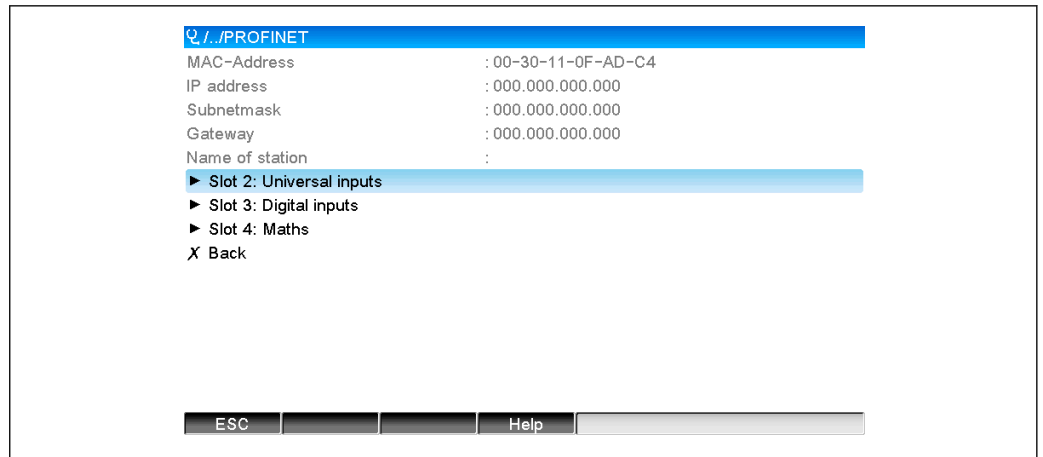 /../PROFINET
MAC-Address : 00-30-11-0F-AD-C4
IP address : 000.000.000.000
Subnetmask : 000.000.000.000
Gateway : 000.000.000.000
Name of station :
► Slot 2: Universal inputs
► Slot 3: Digital inputs
► Slot 4: Maths
X Back
ESC Help